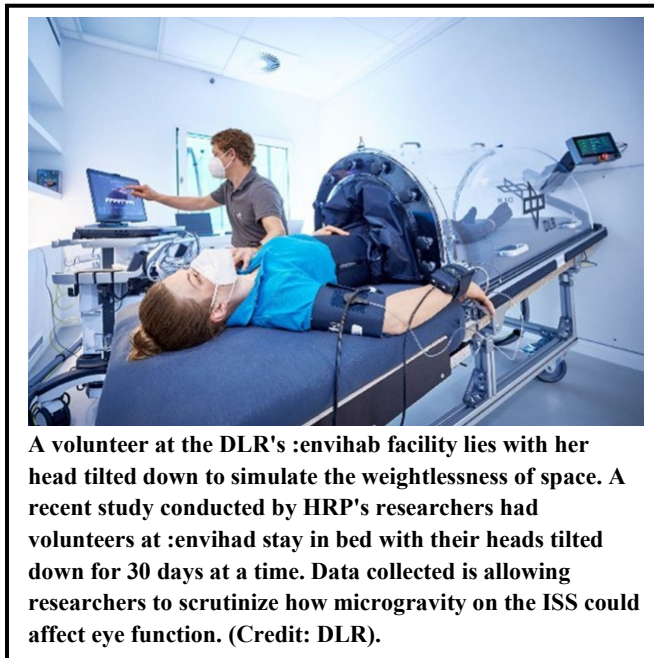 DLR
A volunteer at the DLR's :envihab facility lies with her
head tilted down to simulate the weightlessness of space. A
recent study conducted by HRP's researchers had
volunteers at :envihad stay in bed with their heads tilted
down for 30 days at a time. Data collected is allowing
researchers to scrutinize how microgravity on the ISS could
affect eye function. (Credit: DLR).